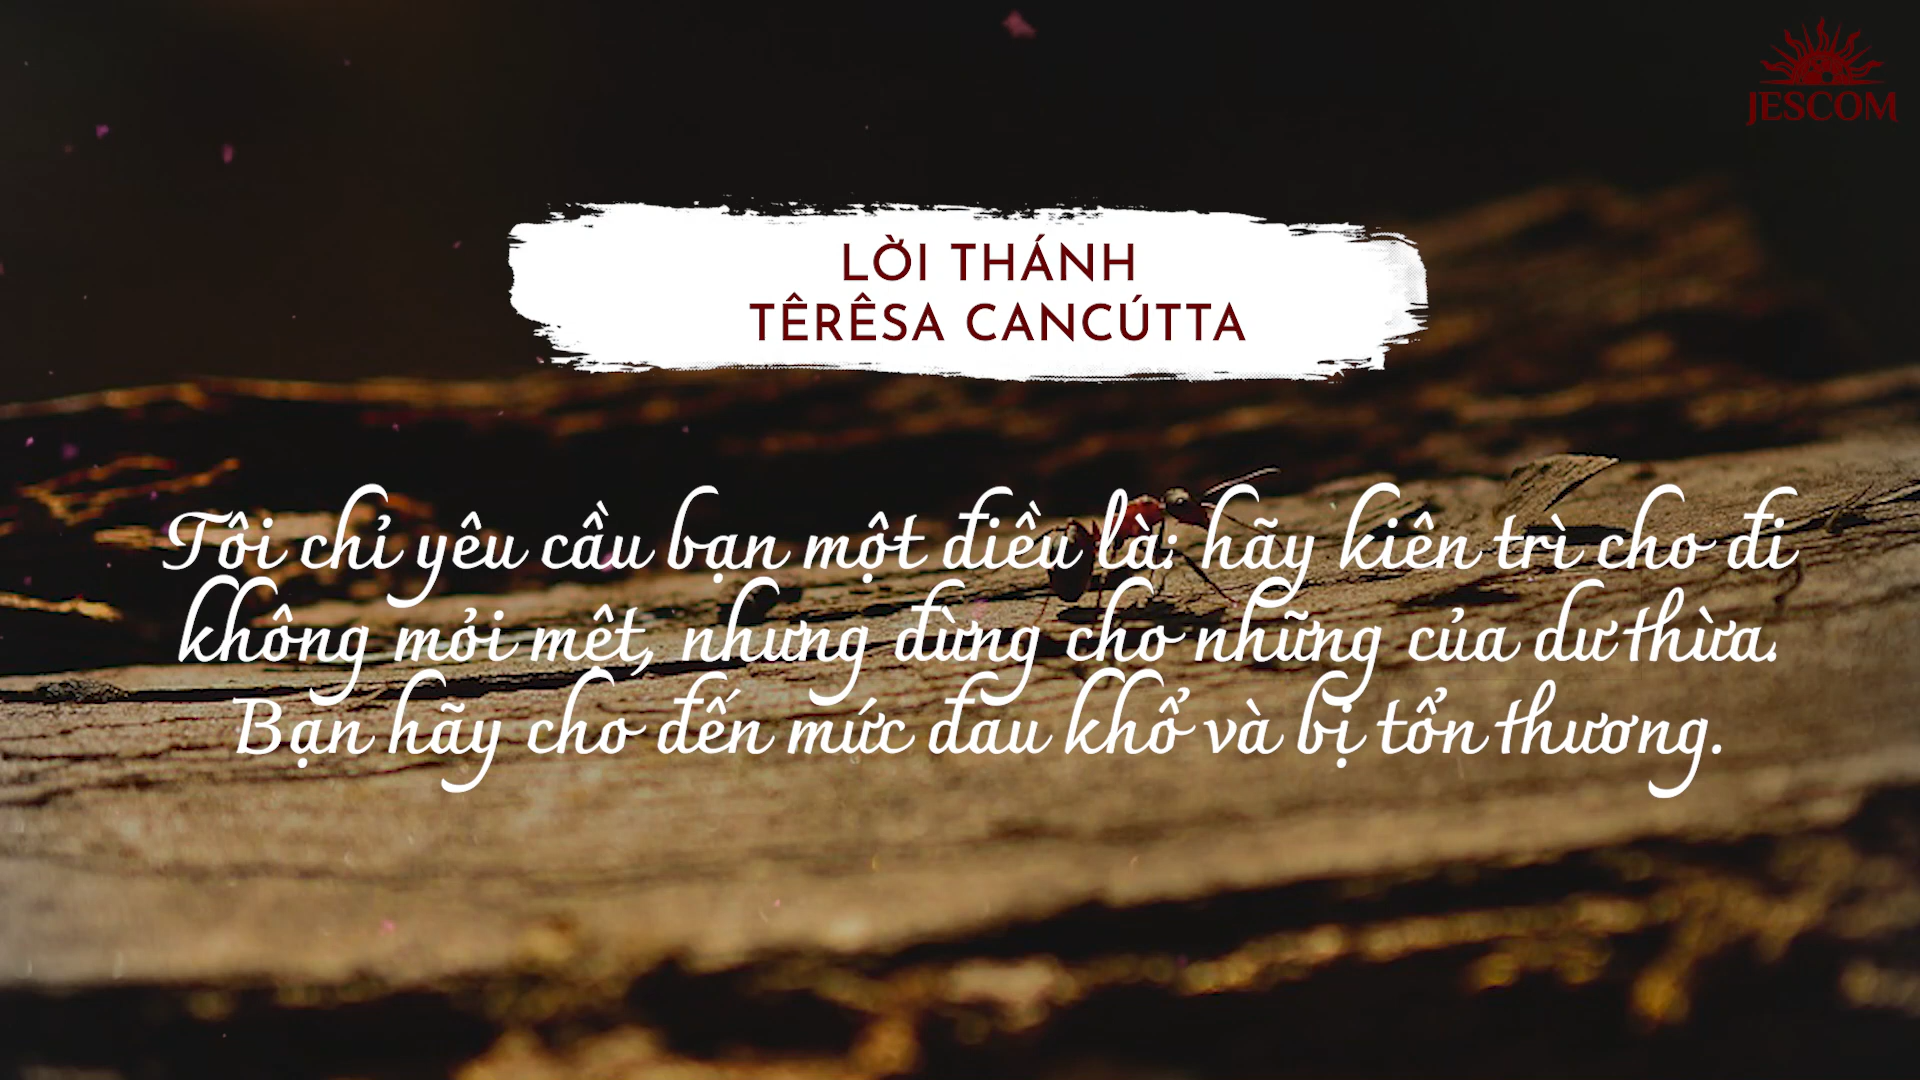 JESCOM
LỜI THÁNH
TÊRÊSA CANCÚTTA
Tôi chỉ yêu cầu bạn một điều là: hãy kiên trì cho đi
không mỏi mệt, nhưng đừng cho những của dư thừa.
Bạn hãy cho đến mức đau khổ và bị tổn thương.